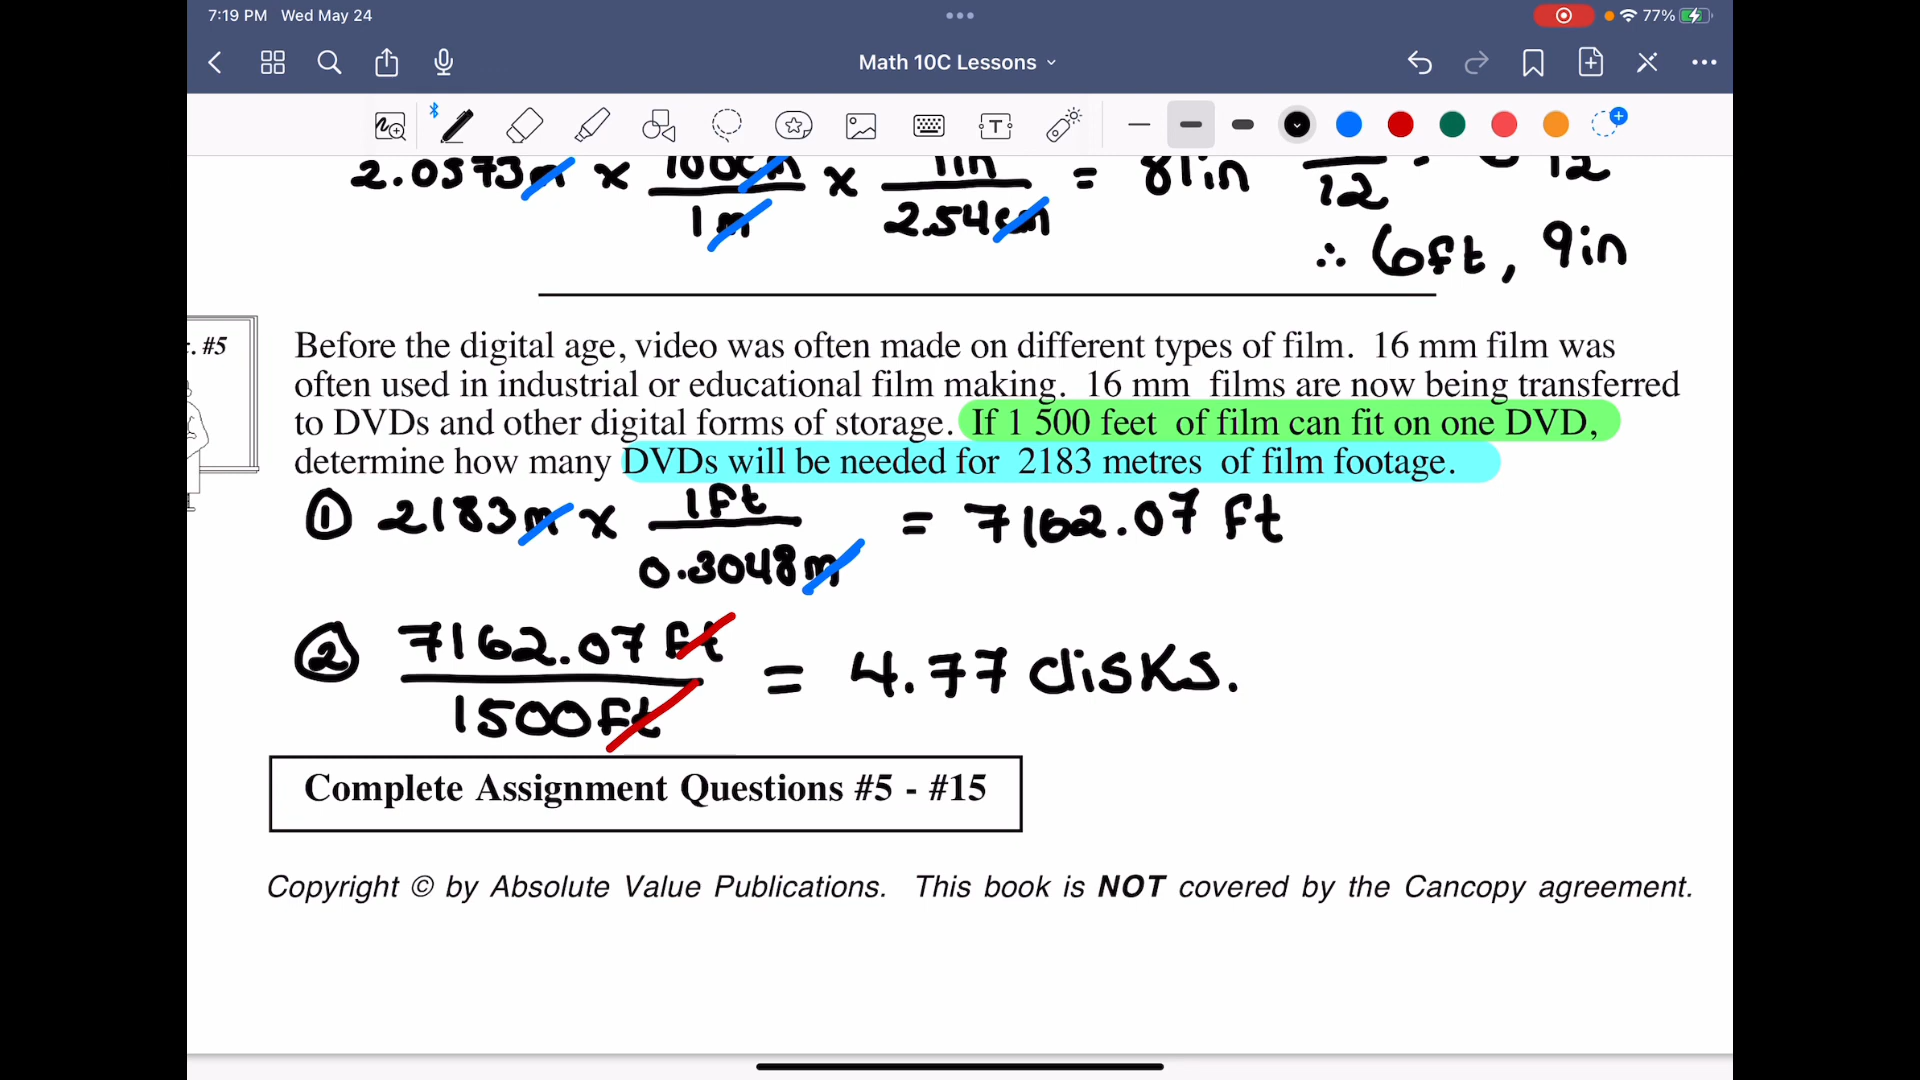 7:19 PM Wed May 24
77%
Math 10C Lessons
2.0573m x 100cm/1m x 1in/2.54cm = 81in
12
12
∴ 6ft, 9in
. #5
Before the digital age, video was often made on different types of film. 16 mm film was
often used in industrial or educational film making. 16 mm films are now being transferred
to DVDs and other digital forms of storage. If 1 500 feet of film can fit on one DVD,
determine how many DVDs will be needed for 2183 metres of film footage.
① 2183m x 1ft/0.3048m = 7162.07 ft
② 7162.07 ft/1500ft = 4.77 disks.
Complete Assignment Questions #5 - #15
Copyright © by Absolute Value Publications. This book is NOT covered by the Cancopy agreement.